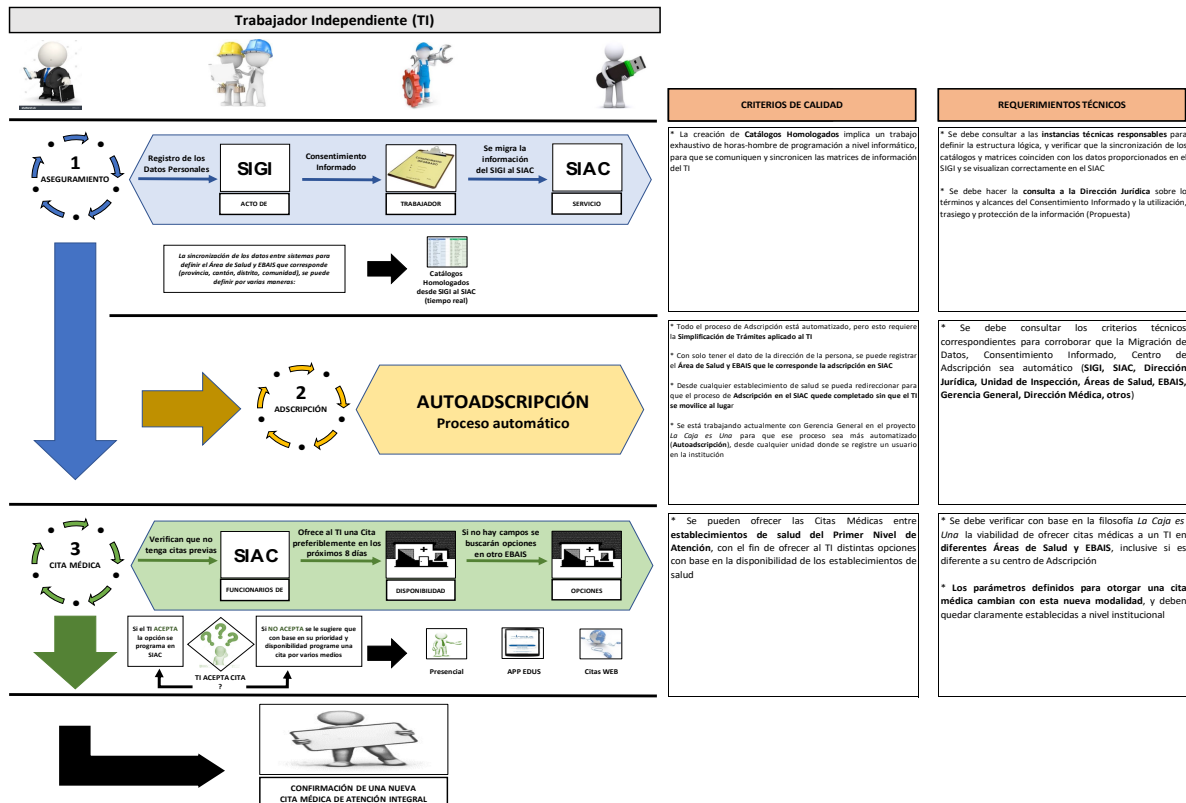 Trabajador Independiente (TI)
CRITERIOS DE CALIDAD
REQUERIMIENTOS TÉCNICOS
1
ASEGURAMIENTO
Registro de los
Datos Personales
SIGI
ACTO DE
Consentimiento
Informado
TRABAJADOR
Se migra la
información
del SIGI al SIAC
SIAC
SERVICIO
La sincronización de los datos entre sistemas para
definir el Área de Salud y EBAIS que corresponde
(provincia, cantón, distrito, comunidad), se puede
definir por varias maneras:
Catálogos
Homologados
desde SIGI al SIAC
(tiempo real)
* La creación de Catálogos Homologados implica un trabajo
exhaustivo de horas-hombre de programación a nivel informático,
para que se comuniquen y sincronicen las matrices de información
del TI
* Se debe consultar a las instancias técnicas responsables para
definir la estructura lógica, y verificar que la sincronización de los
catálogos y matrices coinciden con los datos proporcionados en el
SIGI y se visualizan correctamente en el SIAC
* Se debe hacer la consulta a la Dirección Jurídica sobre lo
términos y alcances del Consentimiento Informado y la utilización,
trasiego y protección de la información (Propuesta)
2
ADSCRIPCIÓN
AUTOADSCRIPCIÓN
Proceso automático
* Todo el proceso de Adscripción está automatizado, pero esto requiere
la Simplificación de Trámites aplicado al TI
* Con solo tener el dato de la dirección de la persona, se puede registrar
el Área de Salud y EBAIS que le corresponde la adscripción en SIAC
* Desde cualquier establecimiento de salud se pueda redireccionar para
que el proceso de Adscripción en el SIAC quede completado sin que el TI
se movilice al lugar
* Se está trabajando actualmente con Gerencia General en el proyecto
La Caja es Una para que ese proceso sea más automatizado
(Autoadscripción), desde cualquier unidad donde se registre un usuario
en la institución
* Se debe consultar los criterios técnicos
correspondientes para corroborar que la Migración de
Datos, Consentimiento Informado, Centro de
Adscripción sea automático (SIGI, SIAC, Dirección
Jurídica, Unidad de Inspección, Áreas de Salud, EBAIS,
Gerencia General, Dirección Médica, otros)
3
CITA MÉDICA
Verifican que no
tenga citas previas
SIAC
FUNCIONARIOS DE
Ofrece al TI una Cita
preferiblemente en los
próximos 8 días
DISPONIBILIDAD
Si no hay campos se
buscarán opciones
en otro EBAIS
OPCIONES
Si el TI ACEPTA
la opción se
programa en
SIAC
TI ACEPTA CITA
?
Si NO ACEPTA se le sugiere que
con base en su prioridad y
disponibilidad programe una
cita por varios medios
Presencial
APP EDUS
Citas WEB
* Se pueden ofrecer las Citas Médicas entre
establecimientos de salud del Primer Nivel de
Atención, con el fin de ofrecer al TI distintas opciones
con base en la disponibilidad de los establecimientos de
salud
* Se debe verificar con base en la filosofía La Caja es
Una la viabilidad de ofrecer citas médicas a un TI en
diferentes Áreas de Salud y EBAIS, inclusive si es
diferente a su centro de Adscripción
* Los parámetros definidos para otorgar una cita
médica cambian con esta nueva modalidad, y deben
quedar claramente establecidas a nivel institucional
CONFIRMACIÓN DE UNA NUEVA
CITA MÉDICA DE ATENCIÓN INTEGRAL